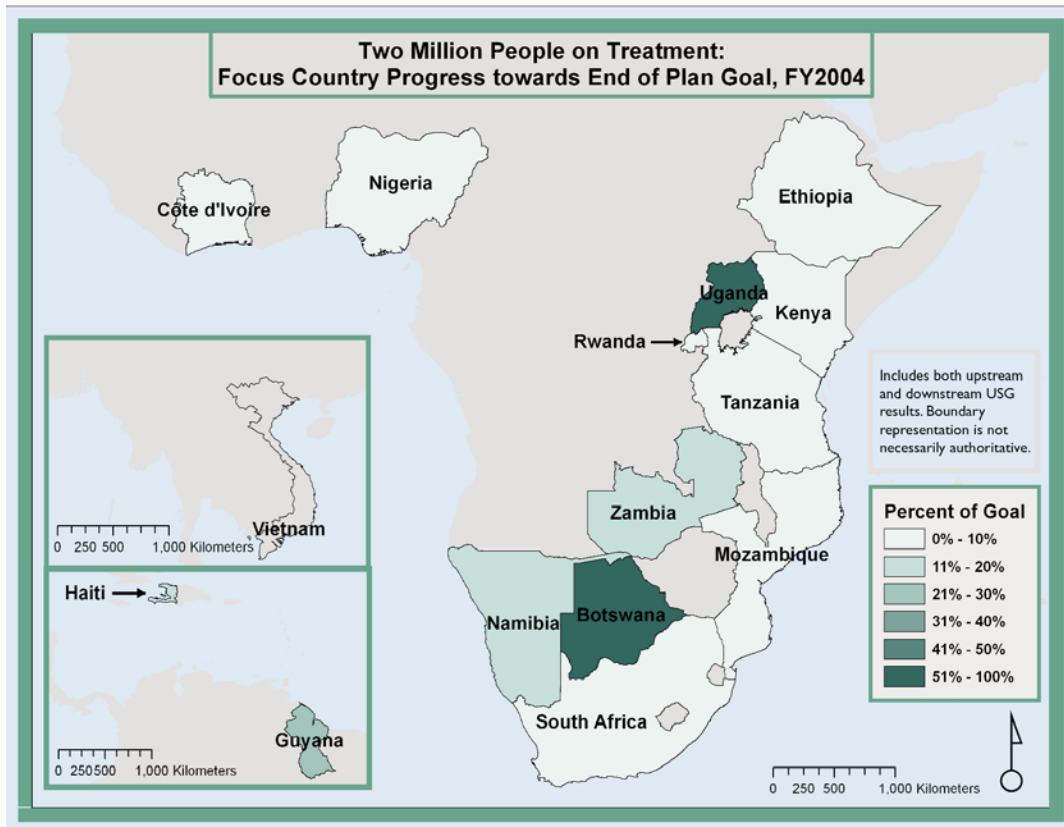 Two Million People on Treatment:
Focus Country Progress towards End of Plan Goal, FY2004
Côte d'Ivoire
Nigeria
Ethiopia
Uganda
Kenya
Rwanda
Tanzania
Includes both upstream
and downstream USG
results. Boundary
representation is not
necessarily authoritative.
Vietnam
0 250 500 1,000 Kilometers
Zambia
Mozambique
Percent of Goal
0% - 10%
11% - 20%
21% - 30%
31% - 40%
41% - 50%
51% - 100%
Haiti
Namibia
Botswana
South Africa
Guyana
0 250 500 1,000 Kilometers
0 250 500 1,000 Kilometers